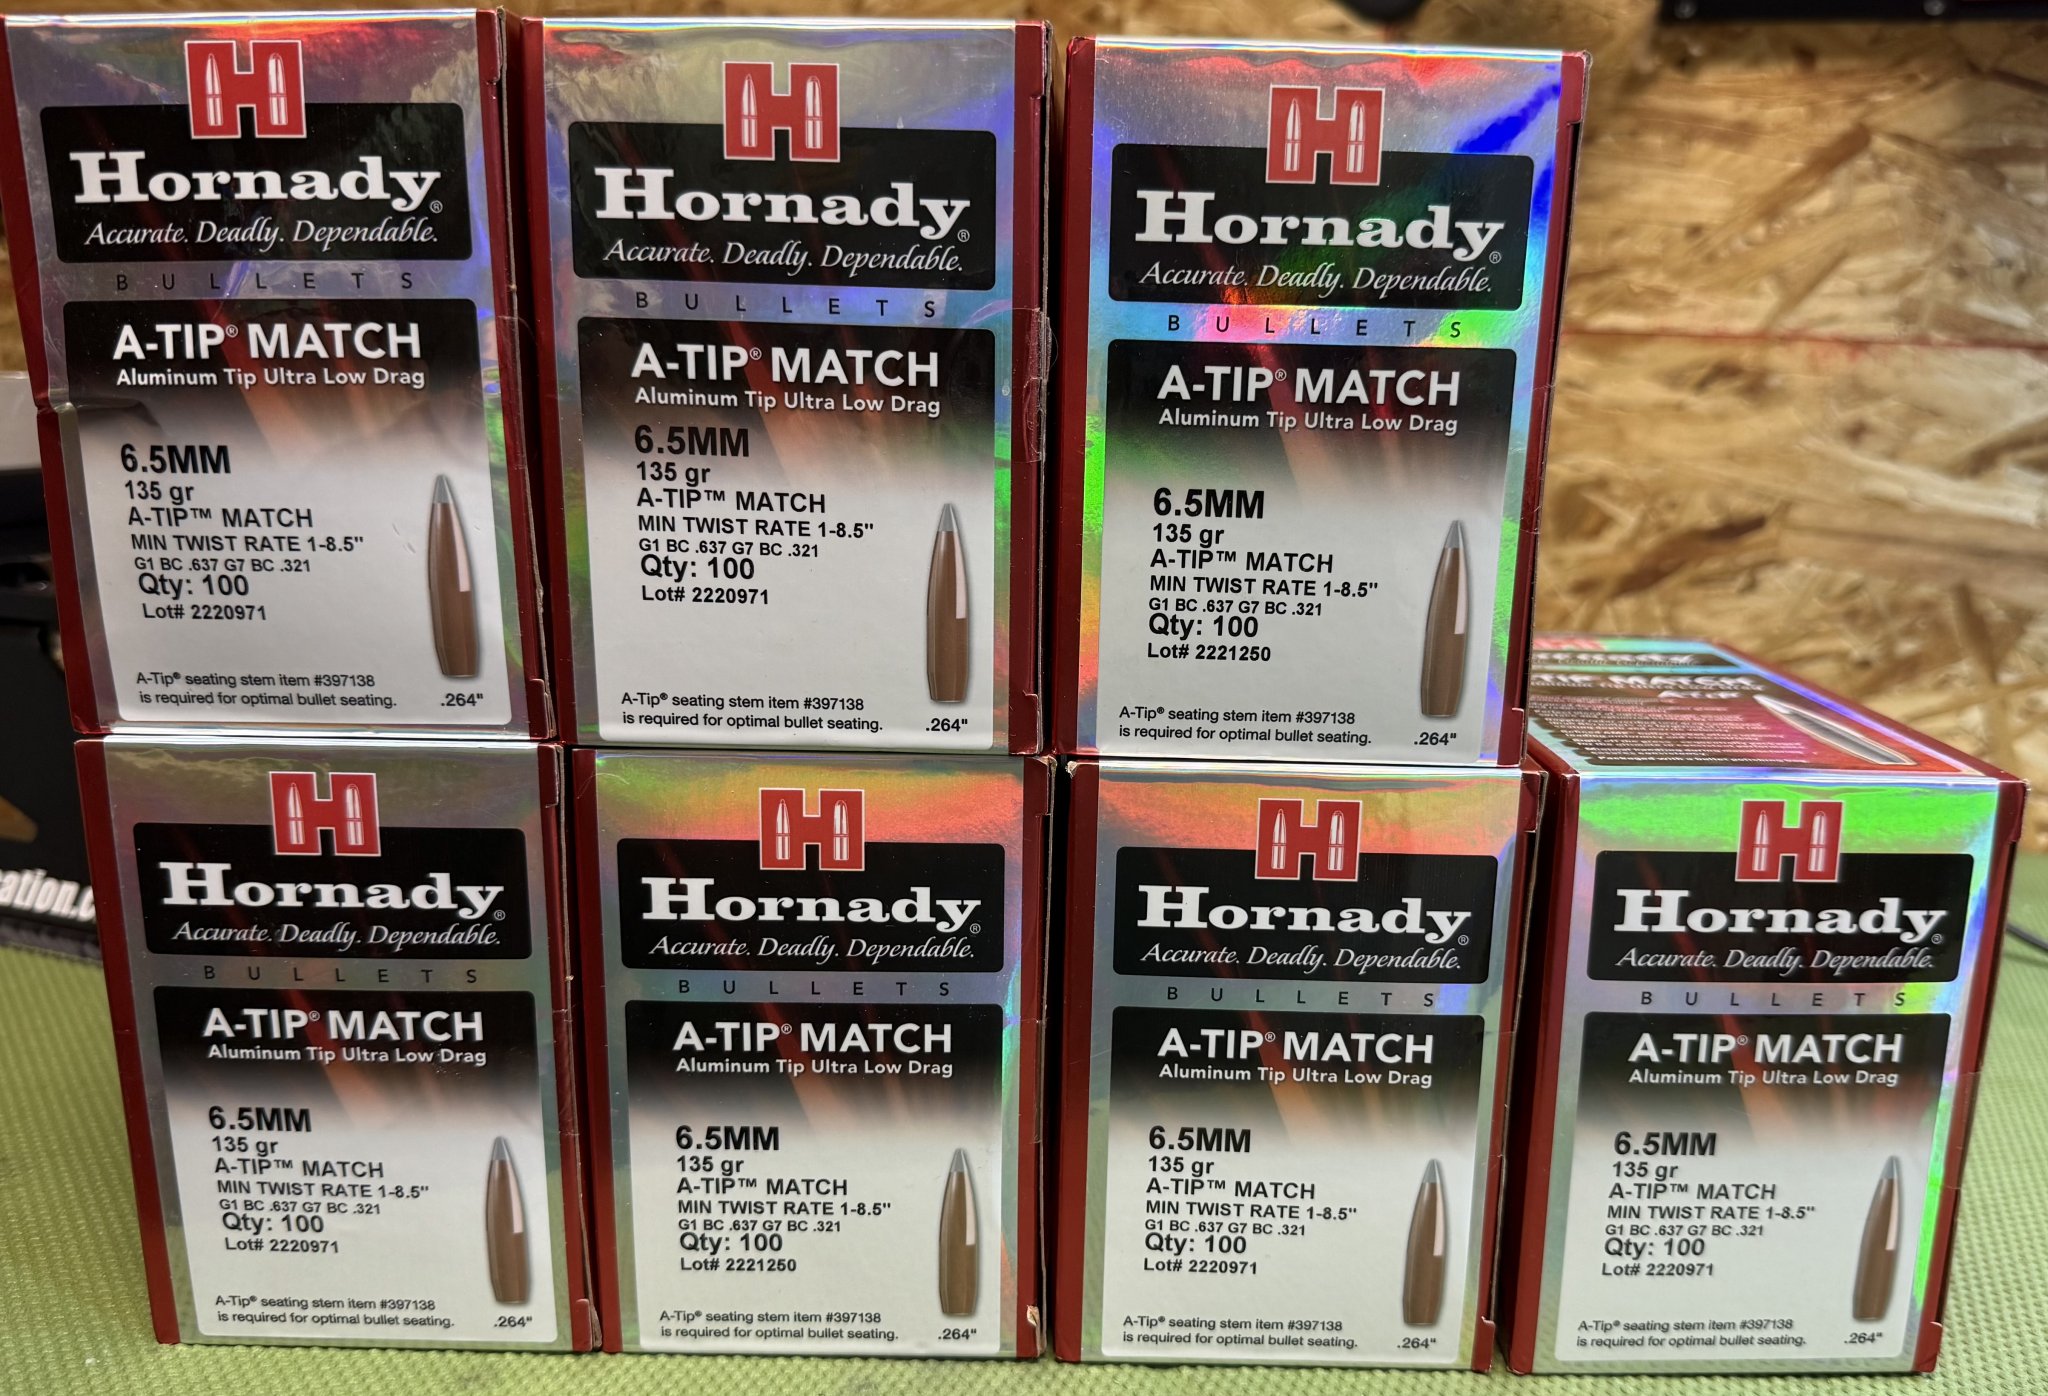 Hornady®
Accurate. Deadly. Dependable.
BULLETS
A-TIP® MATCH
Aluminum Tip Ultra Low Drag
6.5MM
135 gr
A-TIP™ MATCH
MIN TWIST RATE 1-8.5"
G1 BC .637 G7 BC .321
Qty: 100
Lot# 2220971
A-Tip® seating stem item #397138
is required for optimal bullet seating.
.264"
Hornady®
Accurate. Deadly. Dependable.
BULLETS
A-TIP® MATCH
Aluminum Tip Ultra Low Drag
6.5MM
135 gr
A-TIP™ MATCH
MIN TWIST RATE 1-8.5"
G1 BC .637 G7 BC .321
Qty: 100
Lot# 2220971
A-Tip® seating stem item #397138
is required for optimal bullet seating.
.264"
Hornady®
Accurate. Deadly. Dependable.
BULLETS
A-TIP® MATCH
Aluminum Tip Ultra Low Drag
6.5MM
135 gr
A-TIP™ MATCH
MIN TWIST RATE 1-8.5"
G1 BC .637 G7 BC .321
Qty: 100
Lot# 2221250
A-Tip® seating stem item #397138
is required for optimal bullet seating.
.264"
Hornady®
Accurate. Deadly. Dependable.
BULLETS
A-TIP® MATCH
Aluminum Tip Ultra Low Drag
6.5MM
135 gr
A-TIP™ MATCH
MIN TWIST RATE 1-8.5"
G1 BC .637 G7 BC .321
Qty: 100
Lot# 2220971
A-Tip® seating stem item #397138
is required for optimal bullet seating.
.264"
Hornady®
Accurate. Deadly. Dependable.
BULLETS
A-TIP® MATCH
Aluminum Tip Ultra Low Drag
6.5MM
135 gr
A-TIP™ MATCH
MIN TWIST RATE 1-8.5"
G1 BC .637 G7 BC .321
Qty: 100
Lot# 2221250
A-Tip® seating stem item #397138
is required for optimal bullet seating.
.264"
Hornady®
Accurate. Deadly. Dependable.
BULLETS
A-TIP® MATCH
Aluminum Tip Ultra Low Drag
6.5MM
135 gr
A-TIP™ MATCH
MIN TWIST RATE 1-8.5"
G1 BC .637 G7 BC .321
Qty: 100
Lot# 2220971
A-Tip® seating stem item #397138
is required for optimal bullet seating.
.264"
Hornady®
Accurate. Deadly. Dependable.
BULLETS
A-TIP® MATCH
Aluminum Tip Ultra Low Drag
6.5MM
135 gr
A-TIP™ MATCH
MIN TWIST RATE 1-8.5"
G1 BC .637 G7 BC .321
Qty: 100
Lot# 2220971
A-Tip® seating stem item #397138
is required for optimal bullet seating.
.264"